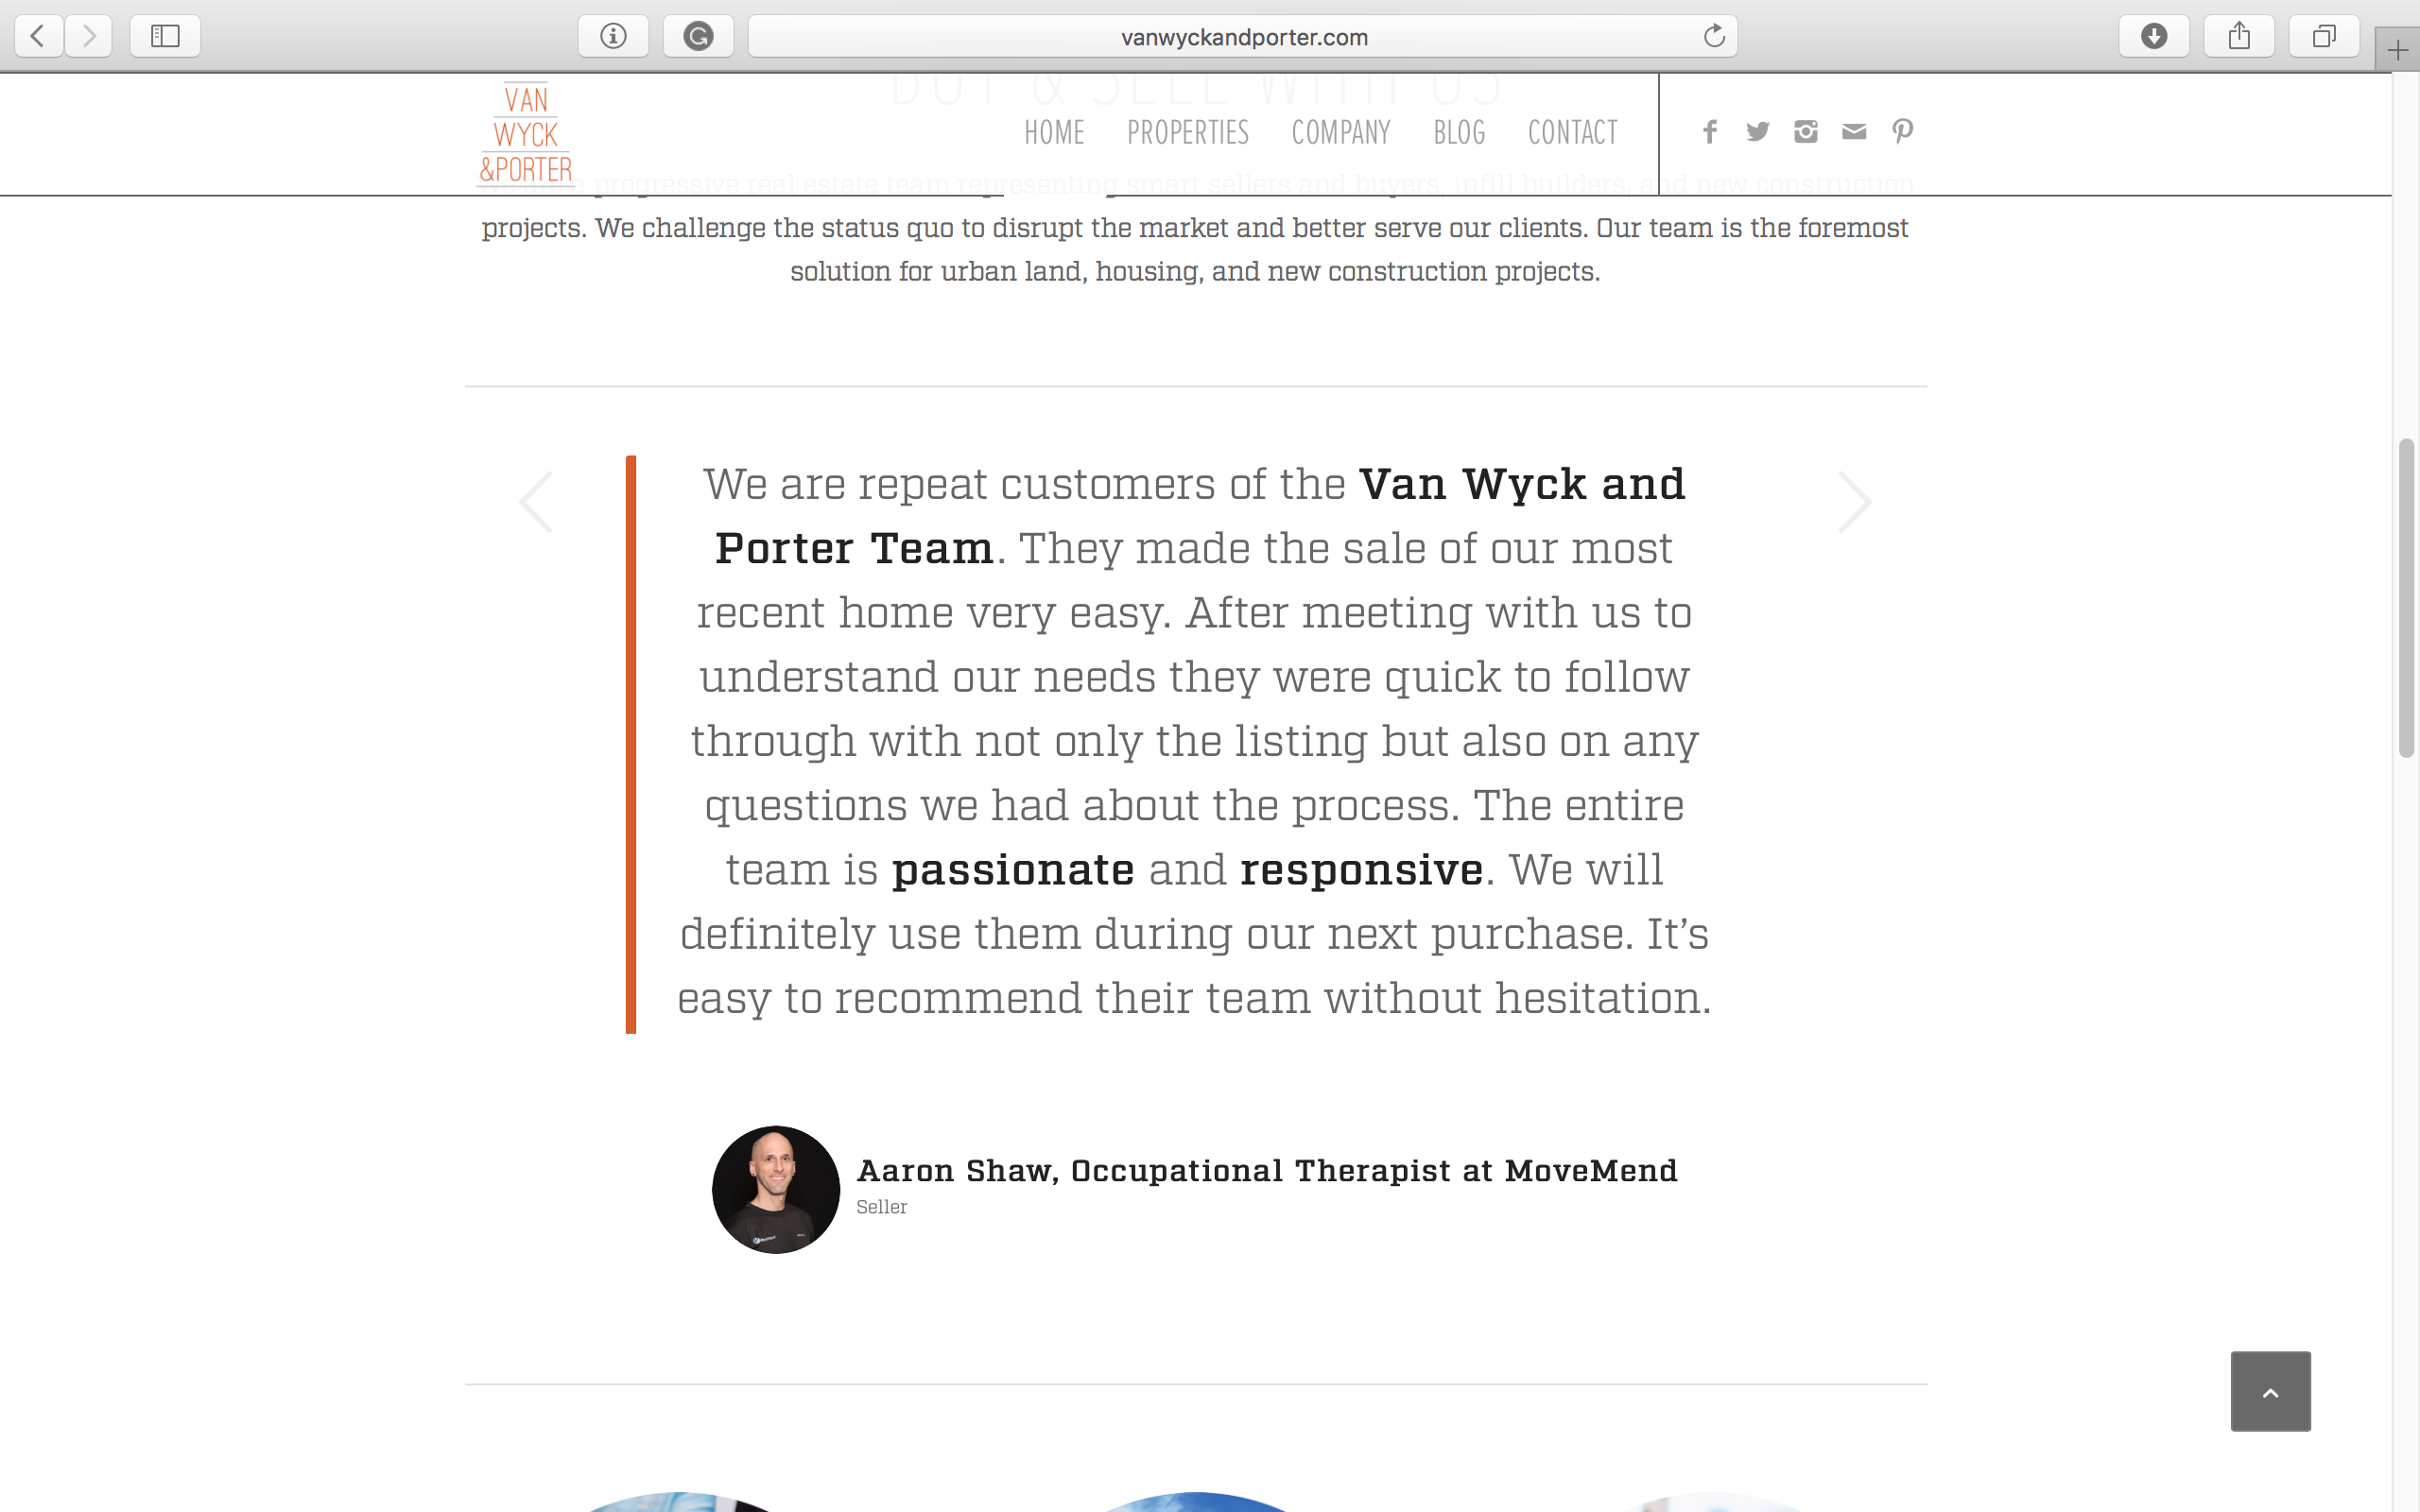 vanwyckandporter.com
BUY & SELL WITH US
VAN
WYCK
&PORTER
HOME PROPERTIES COMPANY BLOG CONTACT
a progressive real estate team representing smart sellers and buyers, infill builders, and new construction
projects. We challenge the status quo to disrupt the market and better serve our clients. Our team is the foremost
solution for urban land, housing, and new construction projects.
We are repeat customers of the Van Wyck and
Porter Team. They made the sale of our most
recent home very easy. After meeting with us to
understand our needs they were quick to follow
through with not only the listing but also on any
questions we had about the process. The entire
team is passionate and responsive. We will
definitely use them during our next purchase. It’s
easy to recommend their team without hesitation.
Aaron Shaw, Occupational Therapist at MoveMend
Seller